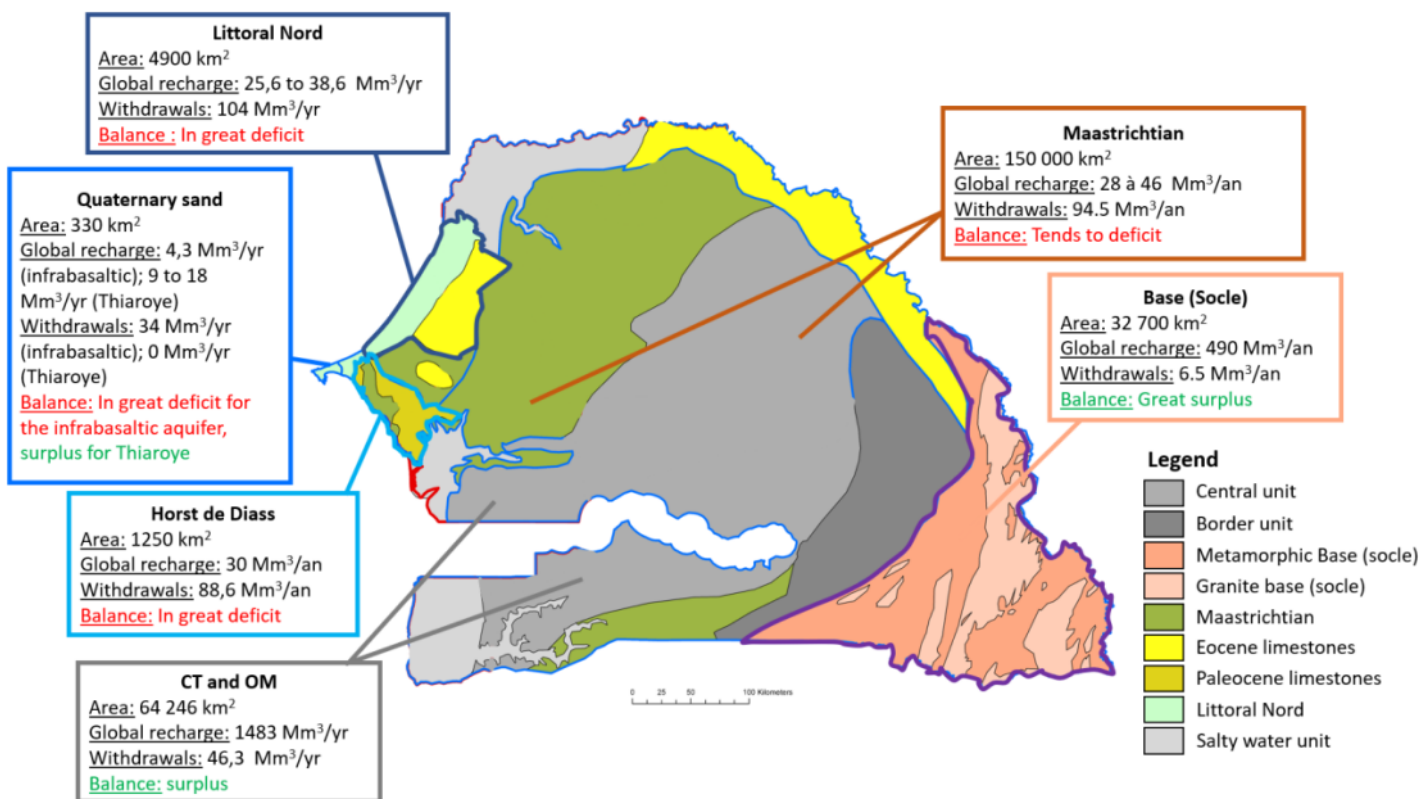 Littoral Nord
Area: 4900 km²
Global recharge: 25,6 to 38,6 Mm³/yr
Withdrawals: 104 Mm³/yr
Balance : In great deficit
Quaternary sand
Area: 330 km²
Global recharge: 4,3 Mm³/yr
(infrabasaltic); 9 to 18
Mm³/yr (Thiaroye)
Withdrawals: 34 Mm³/yr
(infrabasaltic); 0 Mm³/yr
(Thiaroye)
Balance: In great deficit for
the infrabasaltic aquifer,
surplus for Thiaroye
Horst de Diass
Area: 1250 km²
Global recharge: 30 Mm³/an
Withdrawals: 88,6 Mm³/an
Balance: In great deficit
CT and OM
Area: 64 246 km²
Global recharge: 1483 Mm³/yr
Withdrawals: 46,3 Mm³/yr
Balance: surplus
Maastrichtian
Area: 150 000 km²
Global recharge: 28 à 46 Mm³/an
Withdrawals: 94.5 Mm³/an
Balance: Tends to deficit
Base (Socle)
Area: 32 700 km²
Global recharge: 490 Mm³/an
Withdrawals: 6.5 Mm³/an
Balance: Great surplus
Legend
Central unit
Border unit
Metamorphic Base (socle)
Granite base (socle)
Maastrichtian
Eocene limestones
Paleocene limestones
Littoral Nord
Salty water unit
0 25 50 100 Kilometers